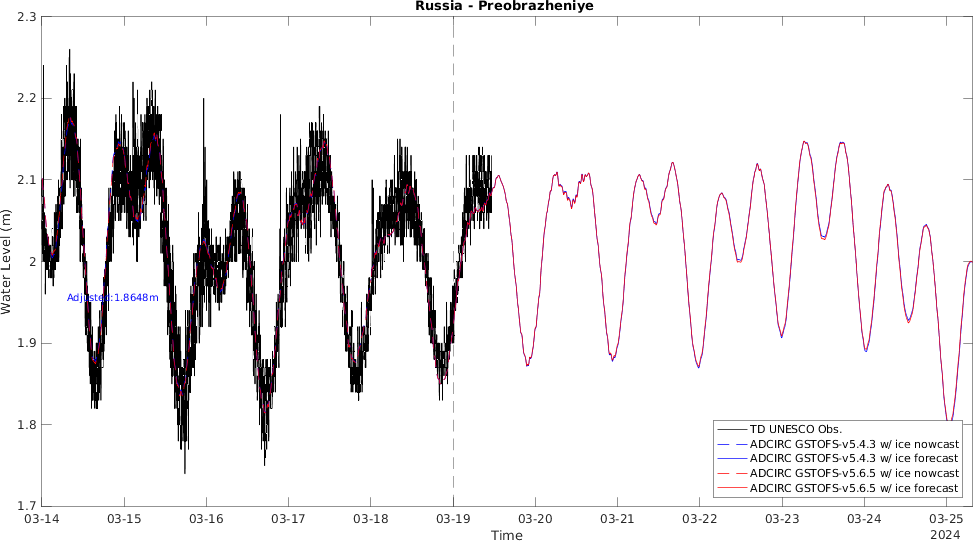 Russia - Preobrazheniye
2.3
2.2
2.1
2
1.9
1.8
1.7
Water Level (m)
Adjusted:1.8648m
TD UNESCO Obs.
ADCIRC GSTOFS-v5.4.3 w/ ice nowcast
ADCIRC GSTOFS-v5.4.3 w/ ice forecast
ADCIRC GSTOFS-v5.6.5 w/ ice nowcast
ADCIRC GSTOFS-v5.6.5 w/ ice forecast
03-14 03-15 03-16 03-17 03-18 03-19 03-20 03-21 03-22 03-23 03-24 03-25
Time
2024